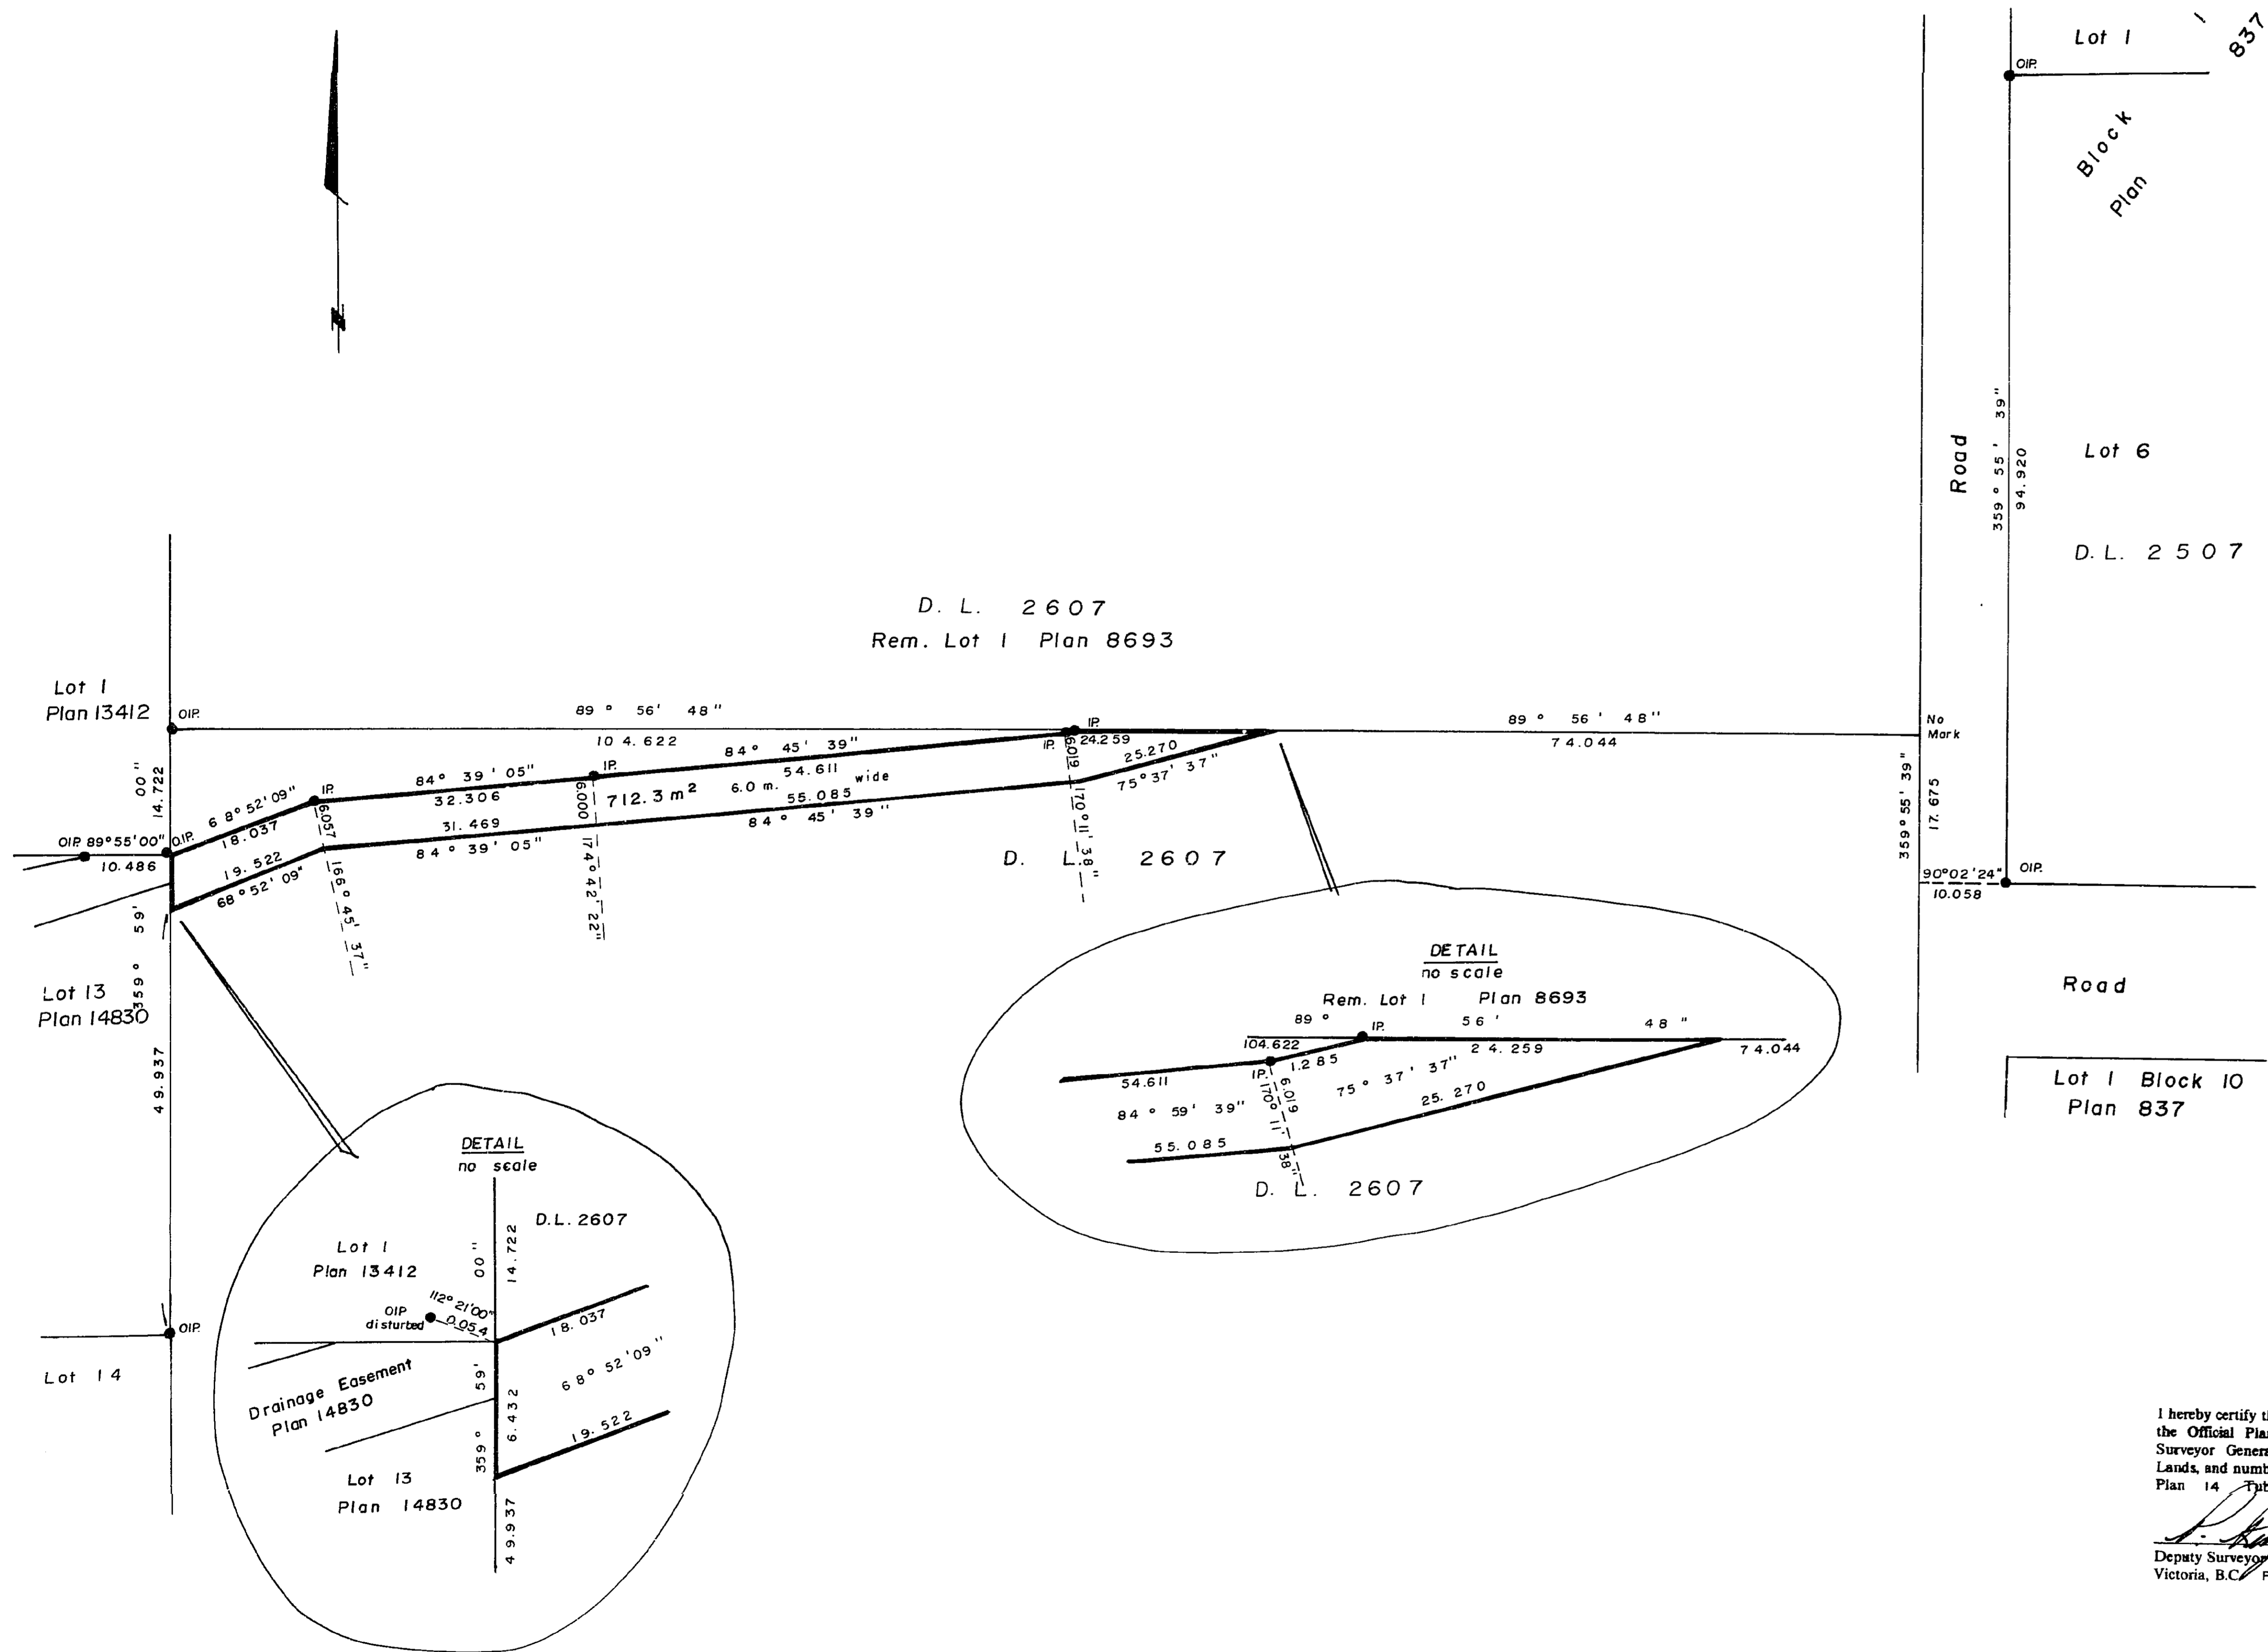 Lot 1
837
OIP.
Block
Plan
Road
359° 55' 39"
94.920
Lot 6
D.L. 2507
N
D. L. 2607
Rem. Lot 1 Plan 8693
Lot 1
Plan 13412
OIP.
89° 56' 48"
104.622
IP.
24.259
89° 56' 48"
74.044
No
Mark
00"
14.722
68° 52' 09"
18.037
IP.
84° 39' 05"
32.306
IP.
84° 45' 39"
54.611
IP.
6.019
25.270
75° 37' 37"
712.3 m²
6.0 m. wide
55.085
84° 45' 39"
6.057
6.000
31.469
84° 39' 05"
OIP. 89° 55' 00" O.I.P.
10.486
19.522
68° 52' 09"
166° 45' 37"
174° 42' 22"
170° 11' 38"
D. L. 2607
359° 55' 39"
17.675
90° 02' 24"
10.058
OIP.
59'
359°
Lot 13
Plan 14830
49.937
Road
Lot 1 Block 10
Plan 837
DETAIL
no scale
Rem. Lot 1 Plan 8693
89° 56' 48"
IP.
104.622
24.259
74.044
54.611
IP.
1.285
6.019
75° 37' 37"
84° 59' 39"
25.270
170° 11' 38"
55.085
D. L. 2607
OIP.
Lot 14
DETAIL
no scale
D.L. 2607
Lot 1
Plan 13412
00"
14.722
112° 21' 00"
OIP
disturbed
0.054
18.037
68° 52' 09"
Drainage Easement
Plan 14830
59'
6.432
359°
19.522
Lot 13
Plan 14830
49.937
I hereby certify
the Official
Surveyor
Lands, and
Plan 14
Deputy Surveyor
Victoria, B.C.